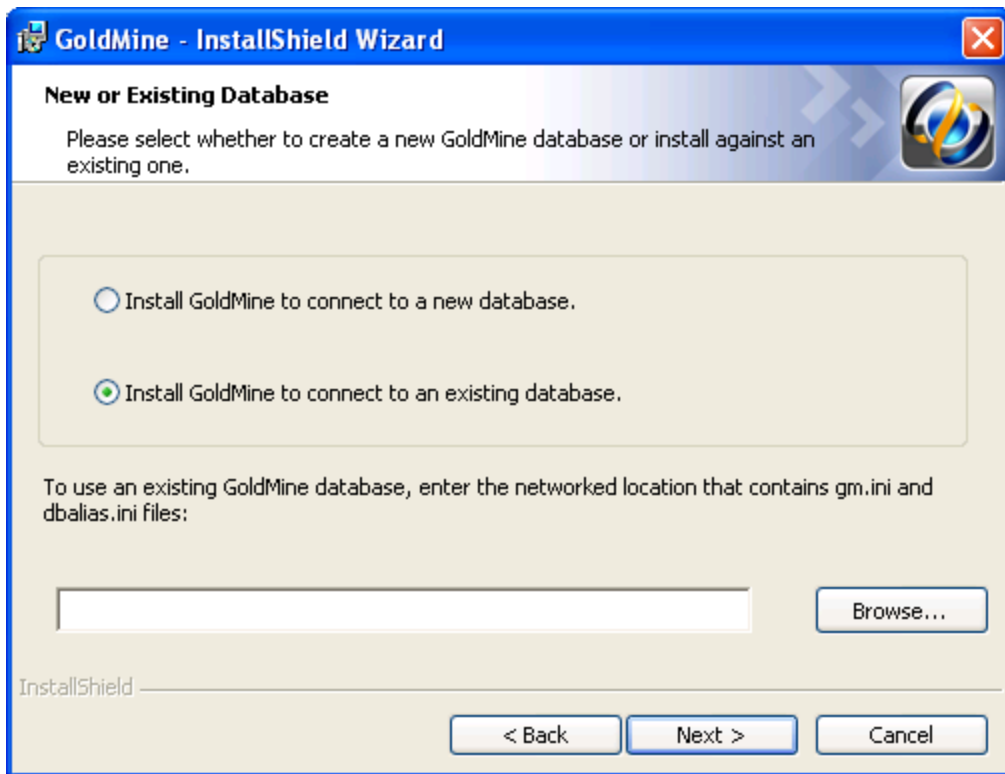 GoldMine - InstallShield Wizard
New or Existing Database
Please select whether to create a new GoldMine database or install against an
existing one.
Install GoldMine to connect to a new database.
Install GoldMine to connect to an existing database.
To use an existing GoldMine database, enter the networked location that contains gm.ini and
dbalias.ini files:
Browse...
InstallShield
< Back Next > Cancel